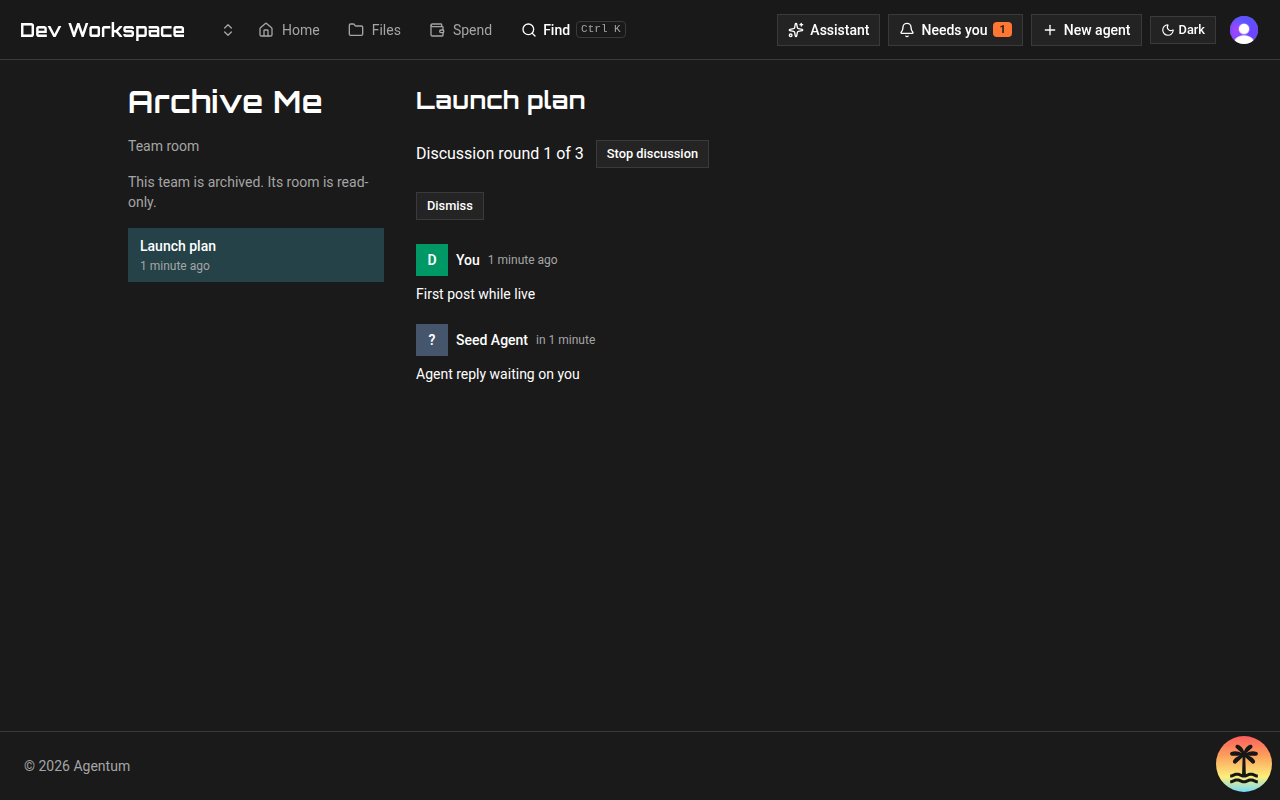 Dev Workspace
Home
Files
Spend
Find
Ctrl K
Assistant
Needs you 1
New agent
Dark
Archive Me
Team room
This team is archived. Its room is read-
only.
Launch plan
1 minute ago
Launch plan
Discussion round 1 of 3
Stop discussion
Dismiss
D You 1 minute ago
First post while live
? Seed Agent in 1 minute
Agent reply waiting on you
© 2026 Agentum